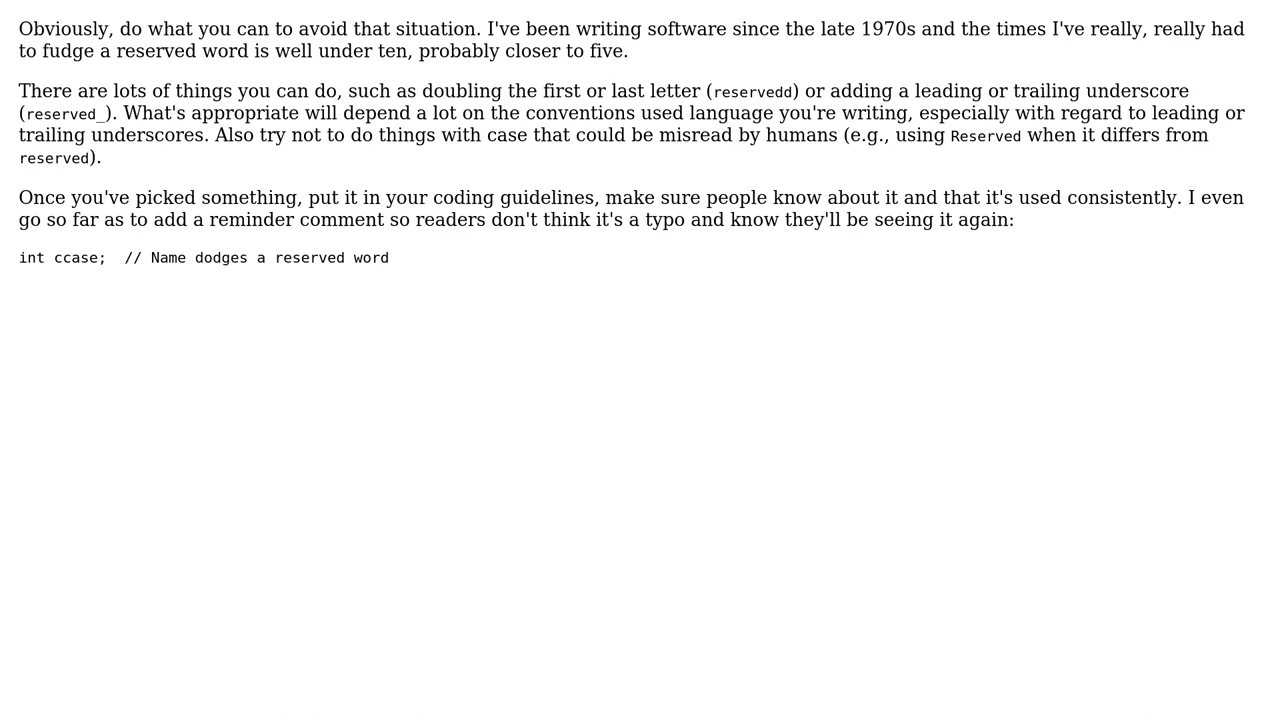 Obviously, do what you can to avoid that situation. I've been writing software since the late 1970s and the times I've really, really had
to fudge a reserved word is well under ten, probably closer to five.
There are lots of things you can do, such as doubling the first or last letter (reservedd) or adding a leading or trailing underscore
(reserved_). What's appropriate will depend a lot on the conventions used language you're writing, especially with regard to leading or
trailing underscores. Also try not to do things with case that could be misread by humans (e.g., using Reserved when it differs from
reserved).
Once you've picked something, put it in your coding guidelines, make sure people know about it and that it's used consistently. I even
go so far as to add a reminder comment so readers don't think it's a typo and know they'll be seeing it again:
int ccase;  // Name dodges a reserved word